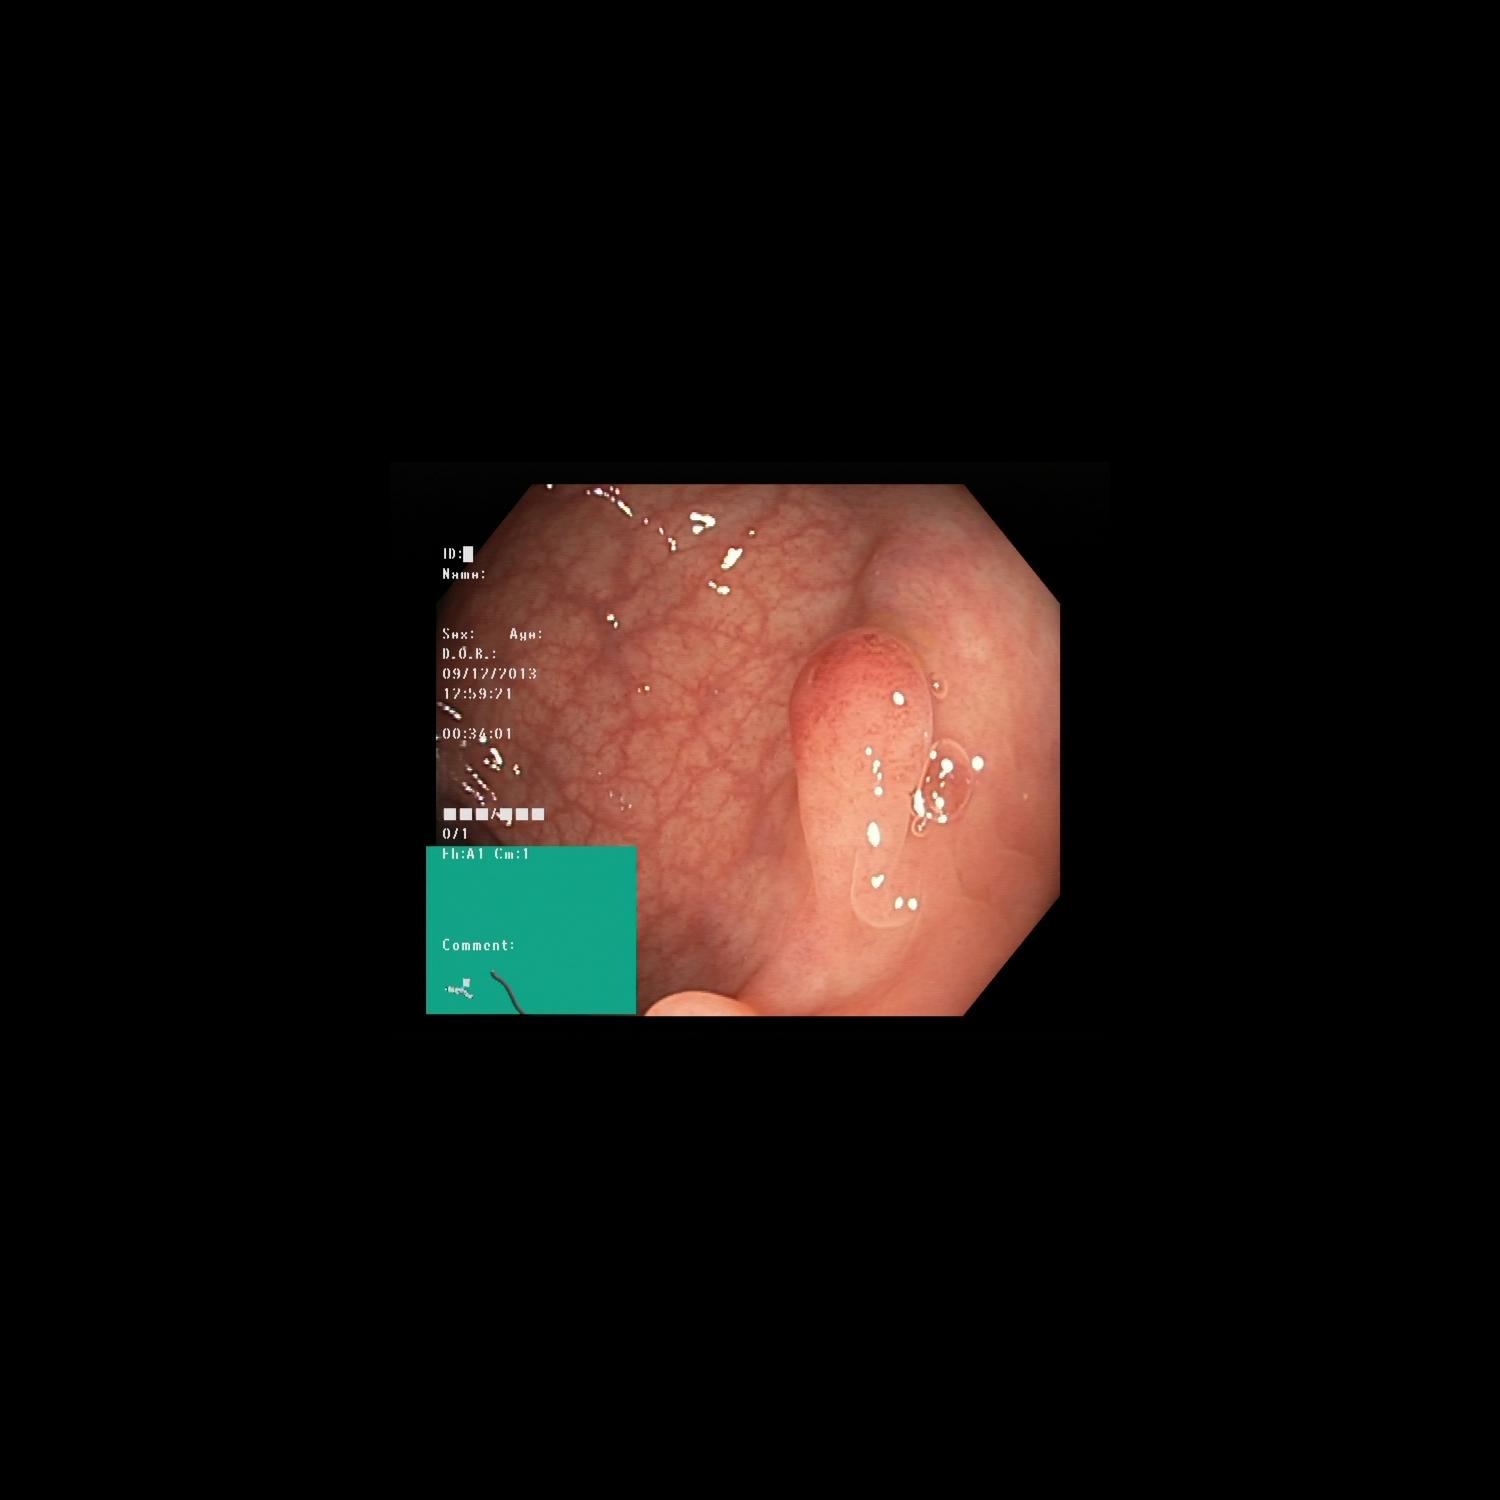 ID:
Name:
Sex: Age:
D.O.B.:
09/12/2013
12:59:21
00:34:01
■■■/■■■
0/1
Eh:A1 Cm:1
Comment: